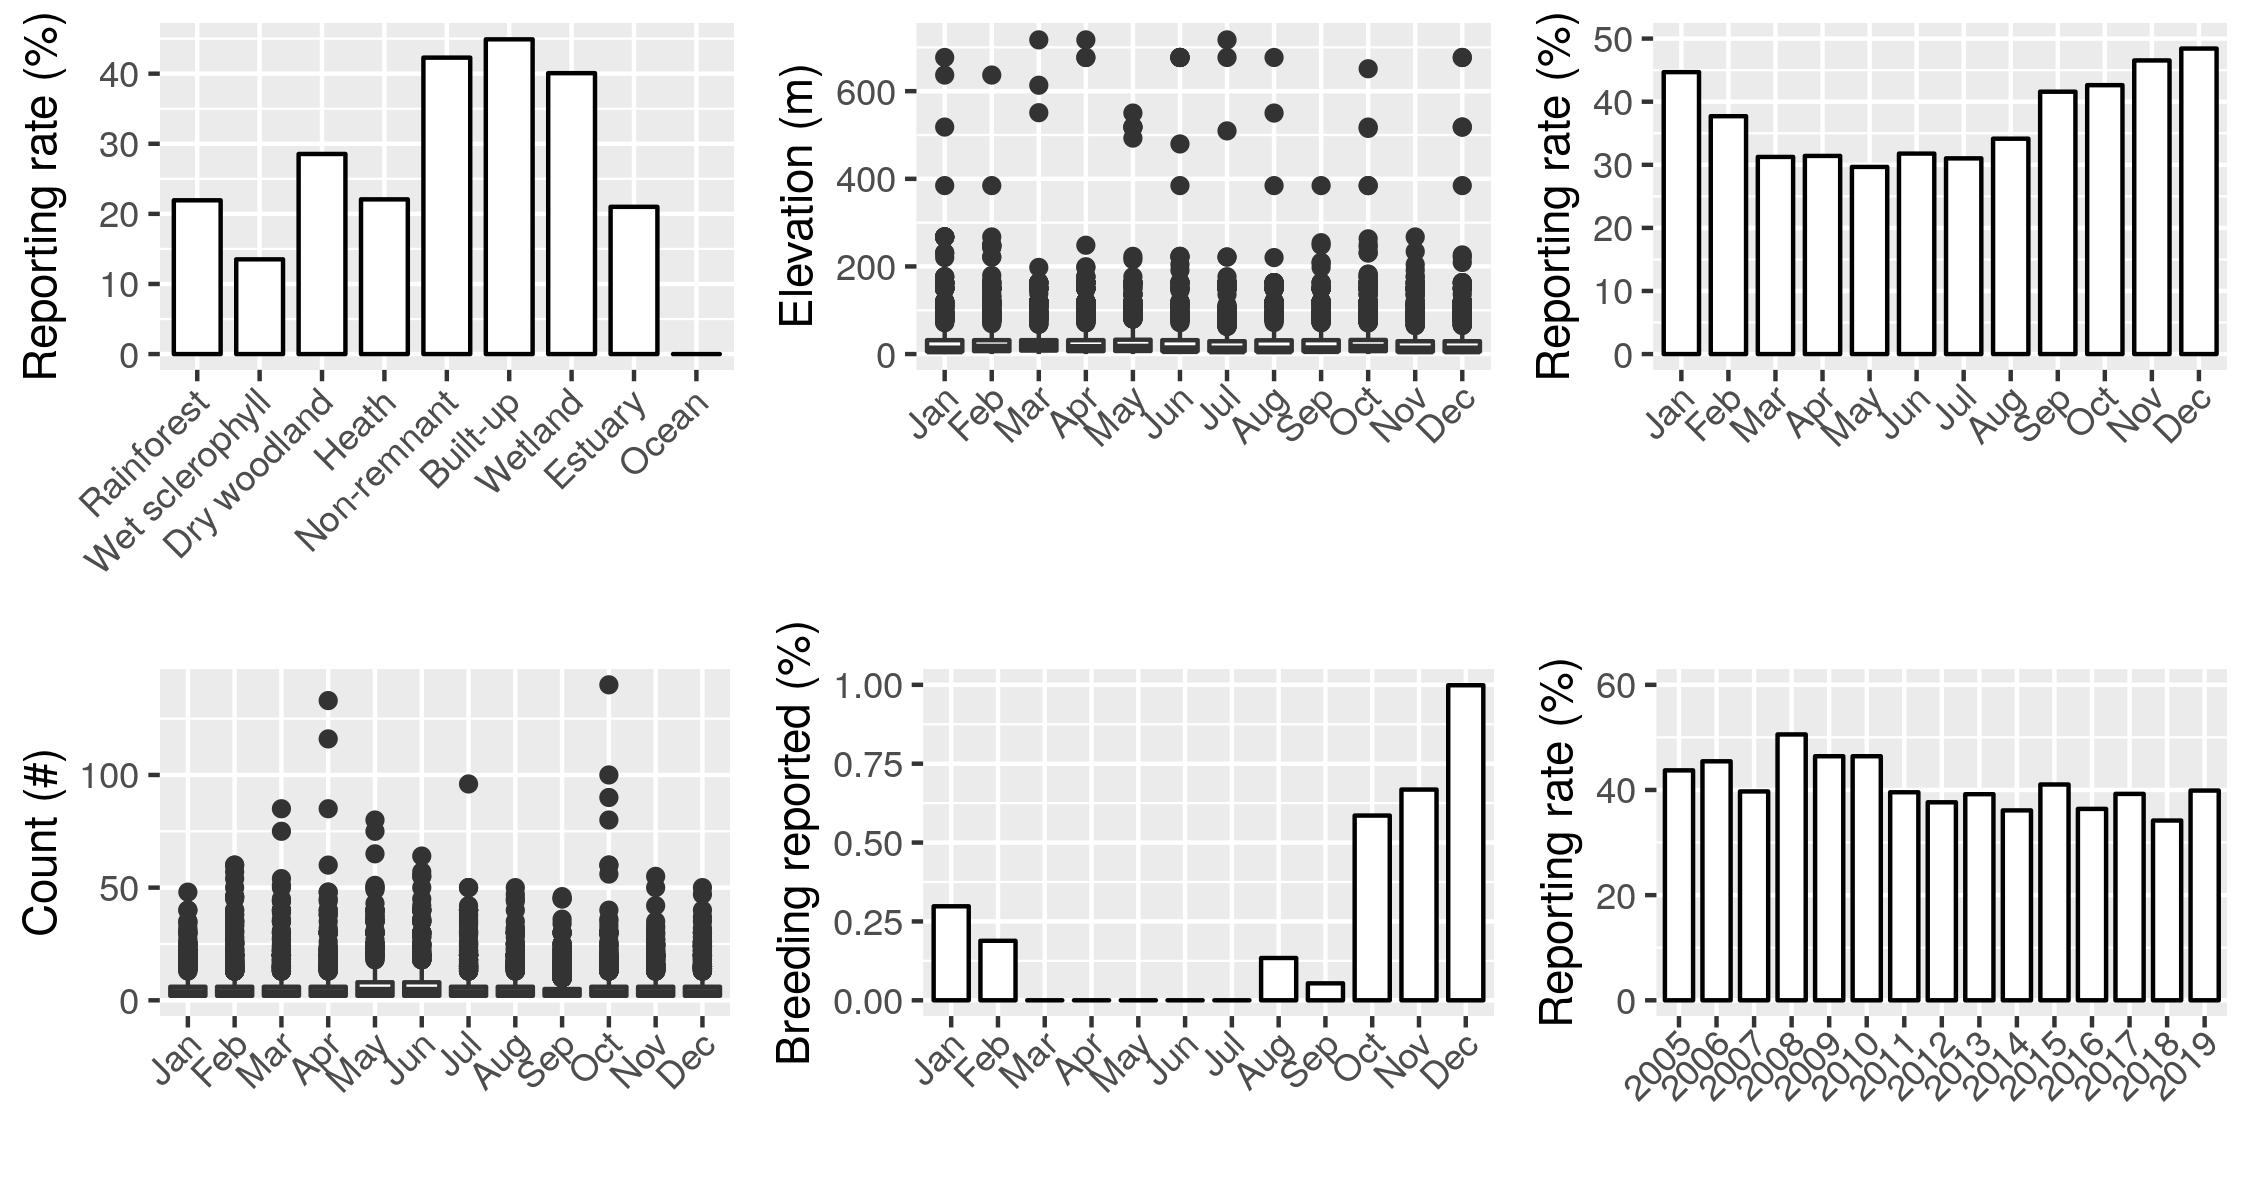 Reporting rate (%)
40
30
20
10
0
Rainforest
Wet sclerophyll
Dry woodland
Heath
Non-remnant
Built-up
Wetland
Estuary
Ocean
Elevation (m)
600
400
200
0
Jan
Feb
Mar
Apr
May
Jun
Jul
Aug
Sep
Oct
Nov
Dec
Reporting rate (%)
50
40
30
20
10
0
Jan
Feb
Mar
Apr
May
Jun
Jul
Aug
Sep
Oct
Nov
Dec
Count (#)
100
50
0
Jan
Feb
Mar
Apr
May
Jun
Jul
Aug
Sep
Oct
Nov
Dec
Breeding reported (%)
1.00
0.75
0.50
0.25
0.00
Jan
Feb
Mar
Apr
May
Jun
Jul
Aug
Sep
Oct
Nov
Dec
Reporting rate (%)
60
40
20
0
2005
2006
2007
2008
2009
2010
2011
2012
2013
2014
2015
2016
2017
2018
2019